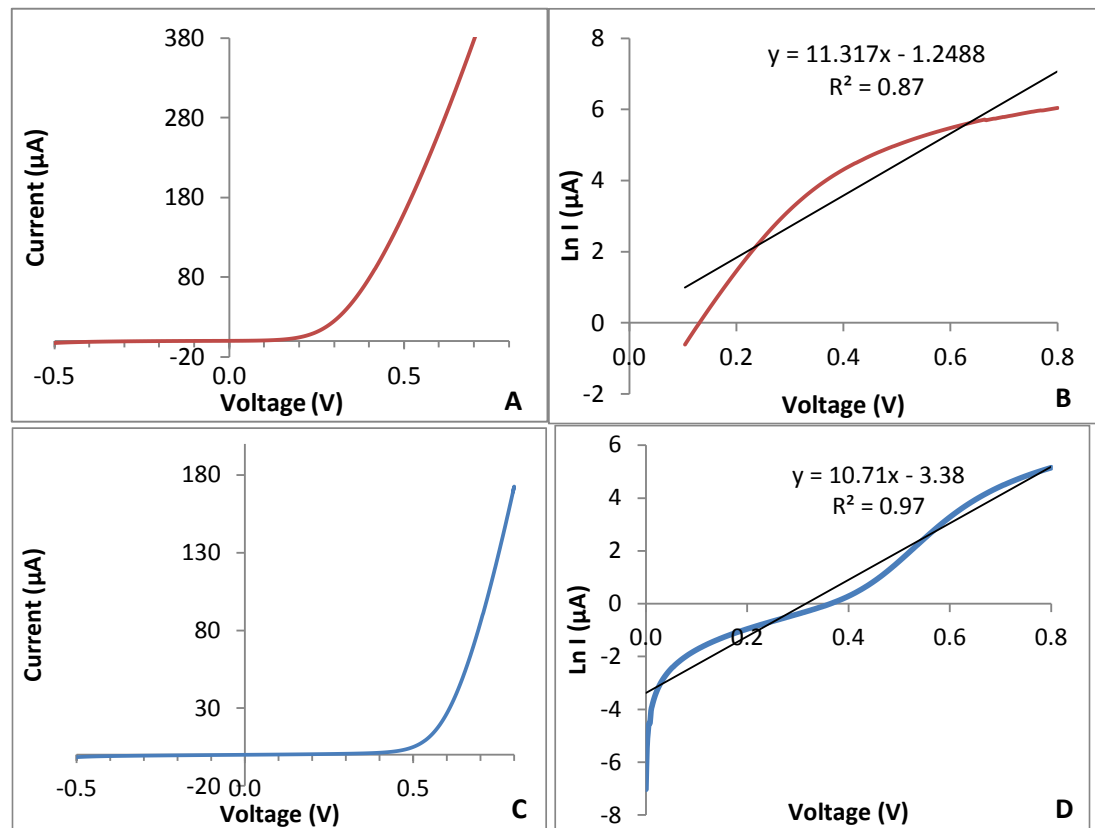 380
280
180
80
-20
-0.5
0.0
0.5
Current (µA)
Voltage (V)
A
8
6
4
2
0
-2
0.0
0.2
0.4
0.6
0.8
y = 11.317x - 1.2488
R² = 0.87
Ln I (µA)
Voltage (V)
B
180
130
80
30
-20
-0.5
0.0
0.5
Current (µA)
Voltage (V)
C
6
4
2
0
-2
-4
-6
-8
0.0
0.2
0.4
0.6
0.8
y = 10.71x - 3.38
R² = 0.97
Ln I (µA)
Voltage (V)
D